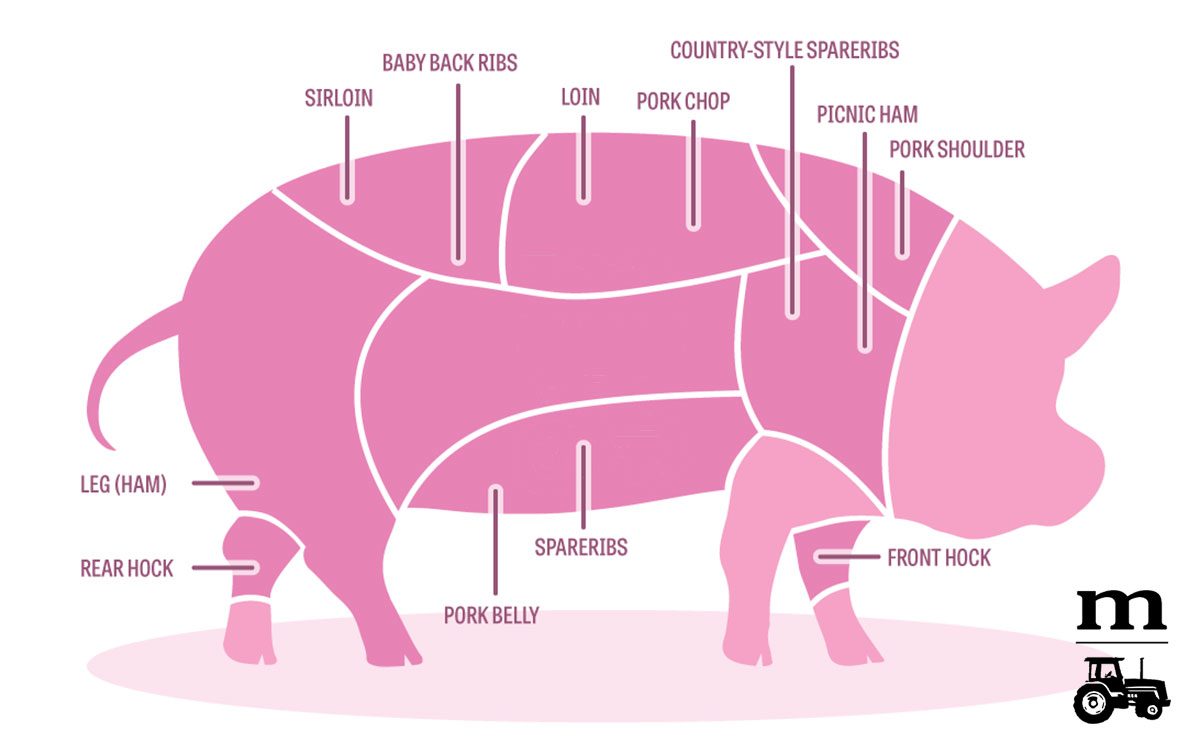 COUNTRY-STYLE SPARERIBS
BABY BACK RIBS
SIRLOIN
LOIN
PORK CHOP
PICNIC HAM
PORK SHOULDER
LEG (HAM)
SPARERIBS
FRONT HOCK
REAR HOCK
PORK BELLY
m